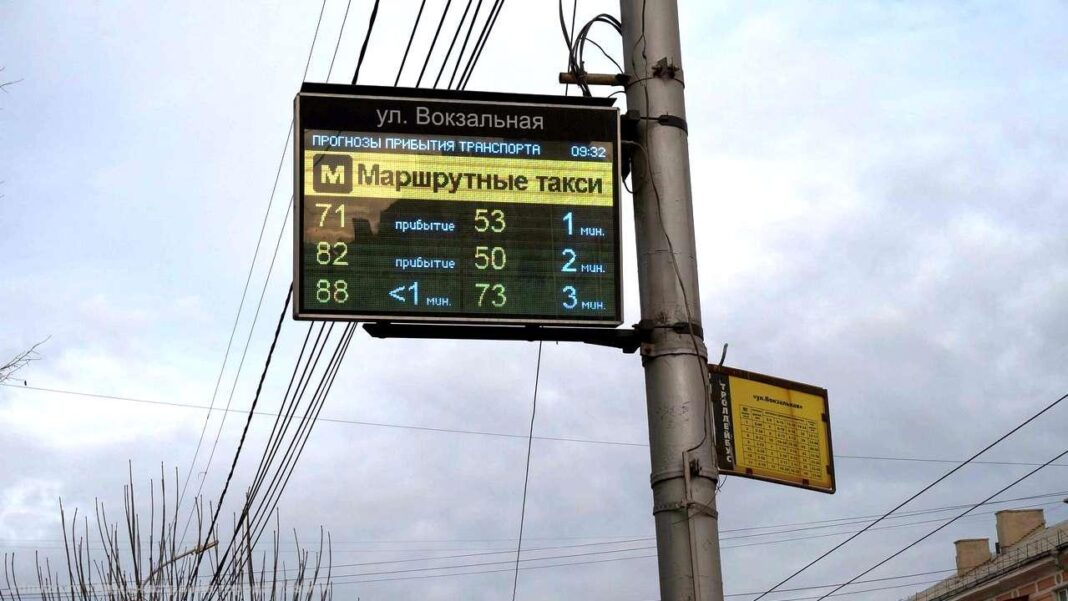 ул. Вокзальная
ПРОГНОЗЫ ПРИБЫТИЯ ТРАНСПОРТА 09:32
М Маршрутные такси
71 прибытие 53 1 мин.
82 прибытие 50 2 мин.
88 <1 мин. 73 3 мин.
ТРОЛЛЕЙБУС
«ул.Вокзальная»